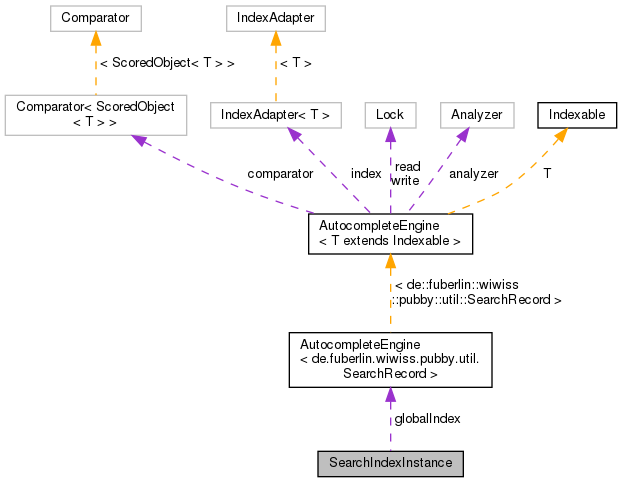 Comparator
IndexAdapter
< ScoredObject< T > >
< T >
Comparator< ScoredObject
< T > >
IndexAdapter< T >
Lock
Analyzer
Indexable
comparator
index
read
write
analyzer
T
AutocompleteEngine
< T extends Indexable >
< de::fuberlin::wiwiss
::pubby::util::SearchRecord >
AutocompleteEngine
< de.fuberlin.wiwiss.pubby.util.
SearchRecord >
globalIndex
SearchIndexInstance